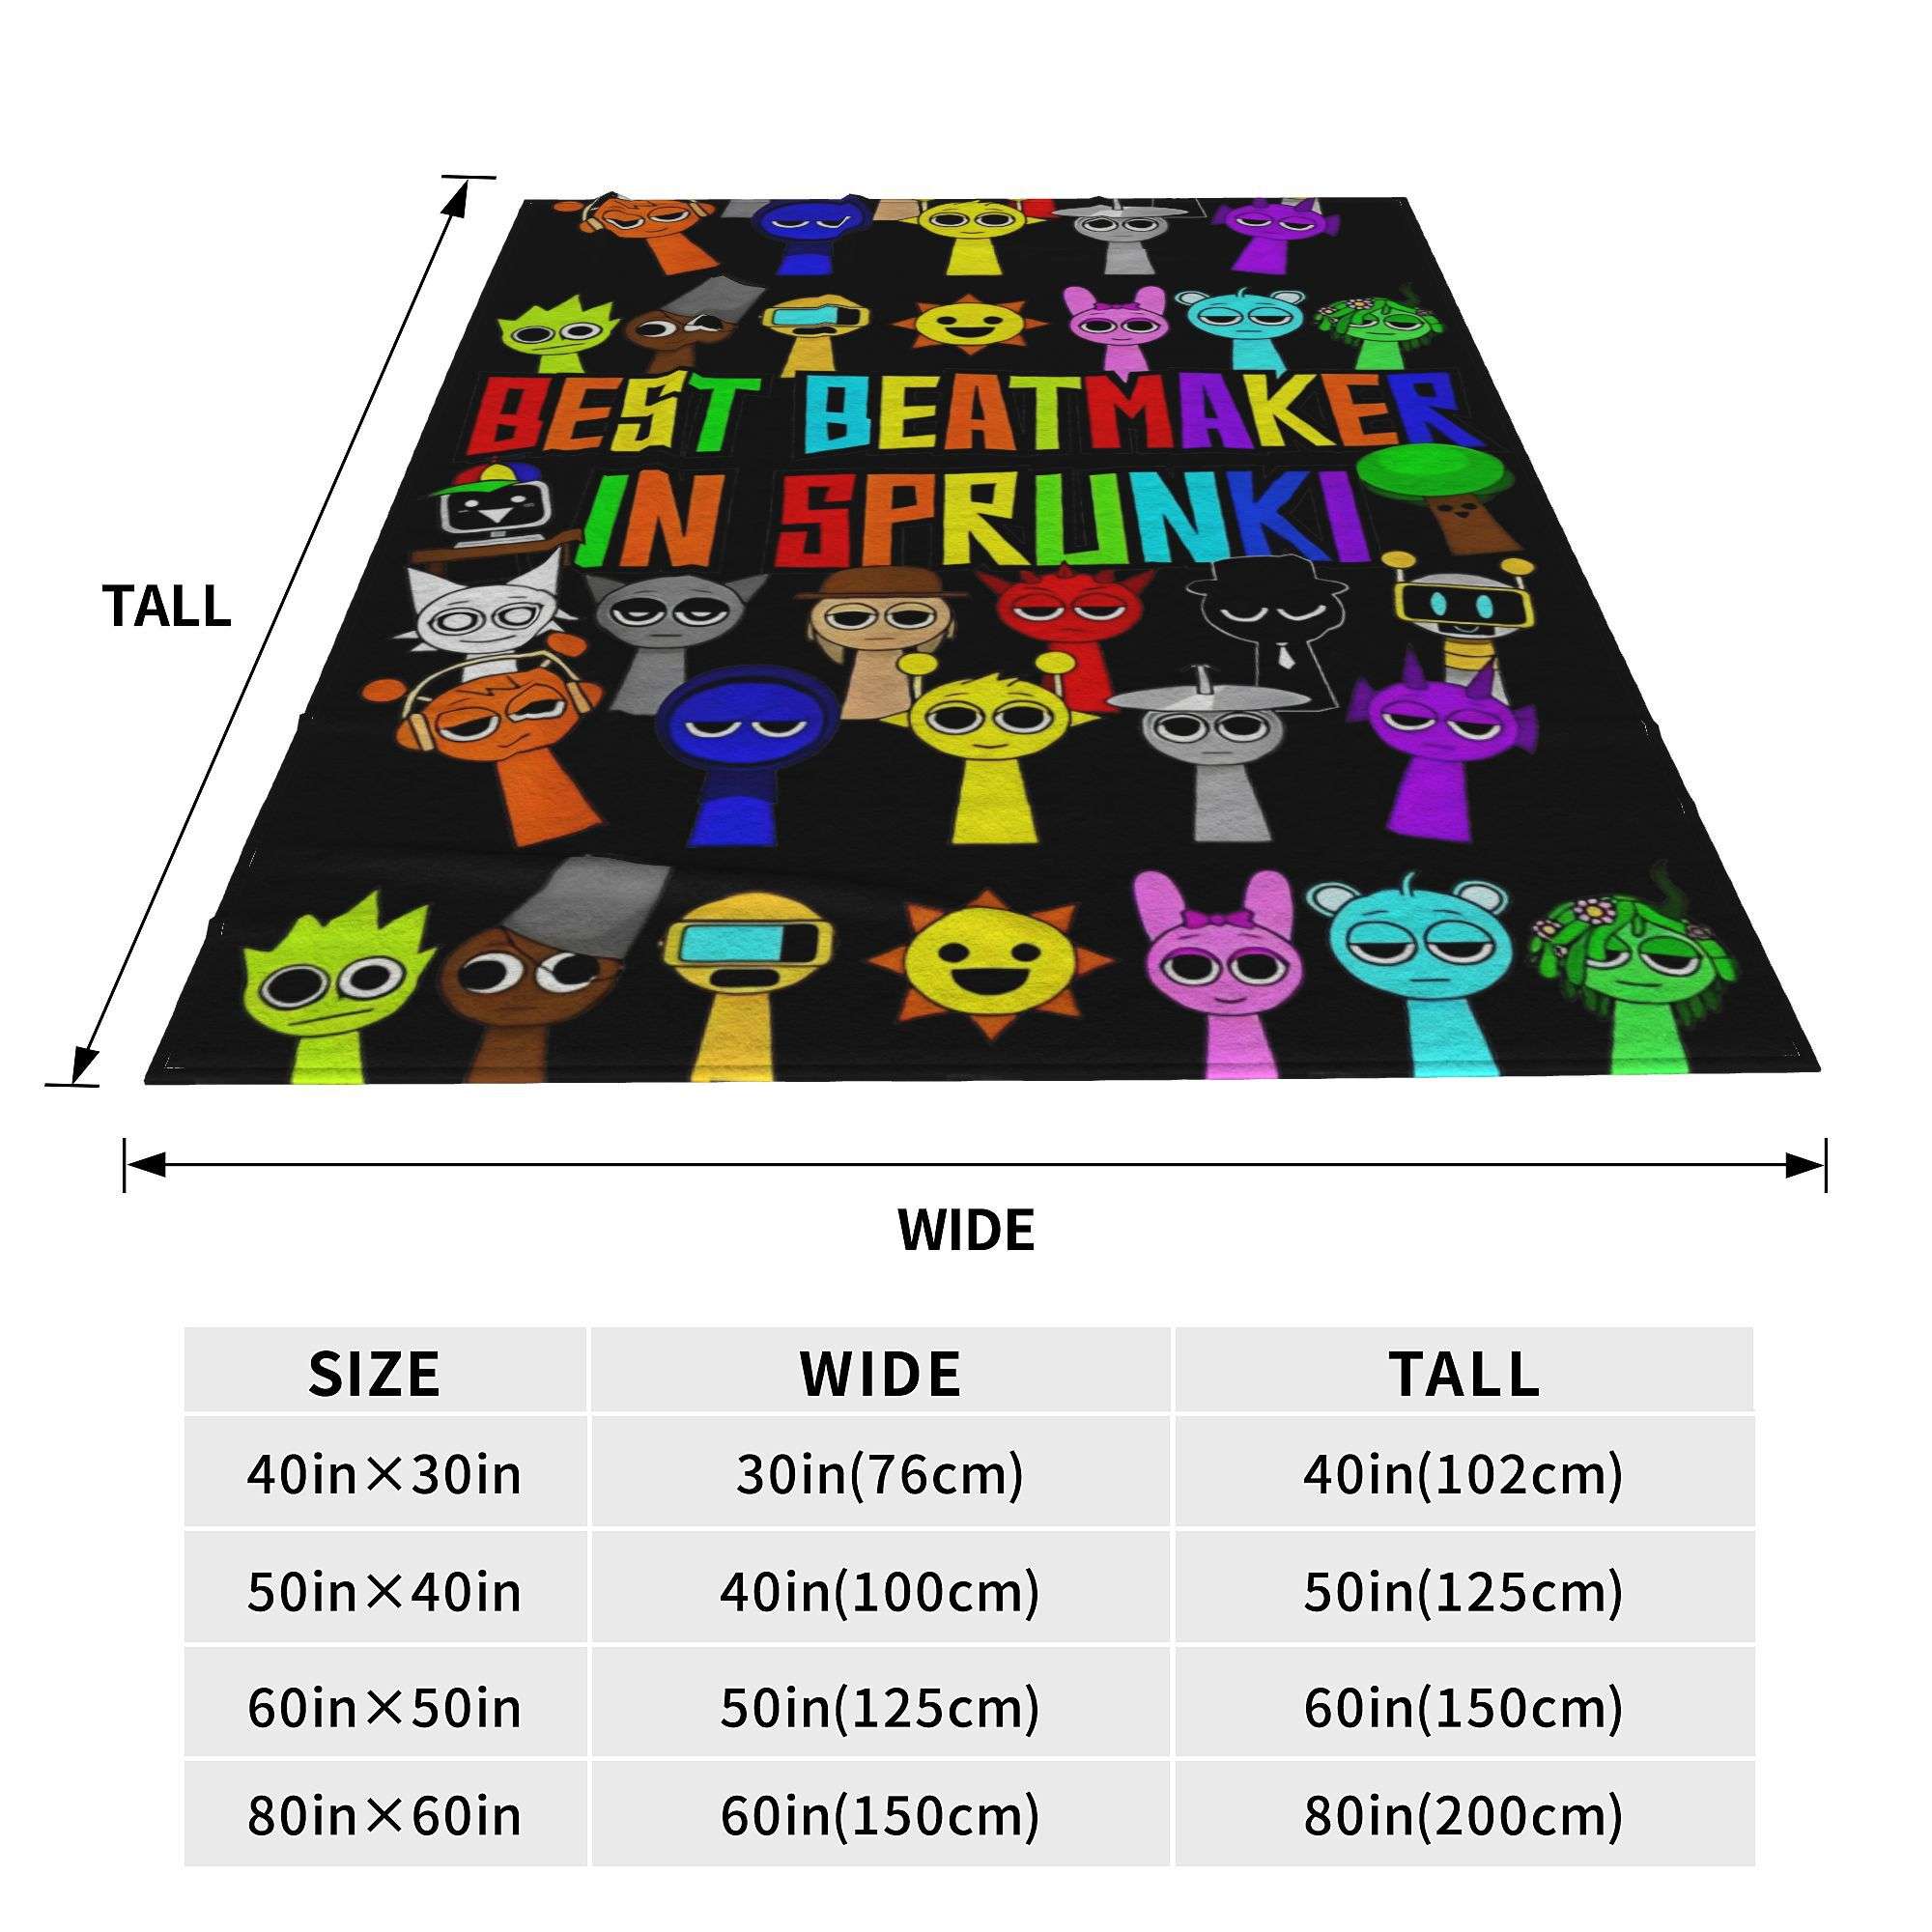 BEST BEATMAKER
IN SPRUNKI
TALL
WIDE
SIZE WIDE TALL
40in×30in 30in(76cm) 40in(102cm)
50in×40in 40in(100cm) 50in(125cm)
60in×50in 50in(125cm) 60in(150cm)
80in×60in 60in(150cm) 80in(200cm)